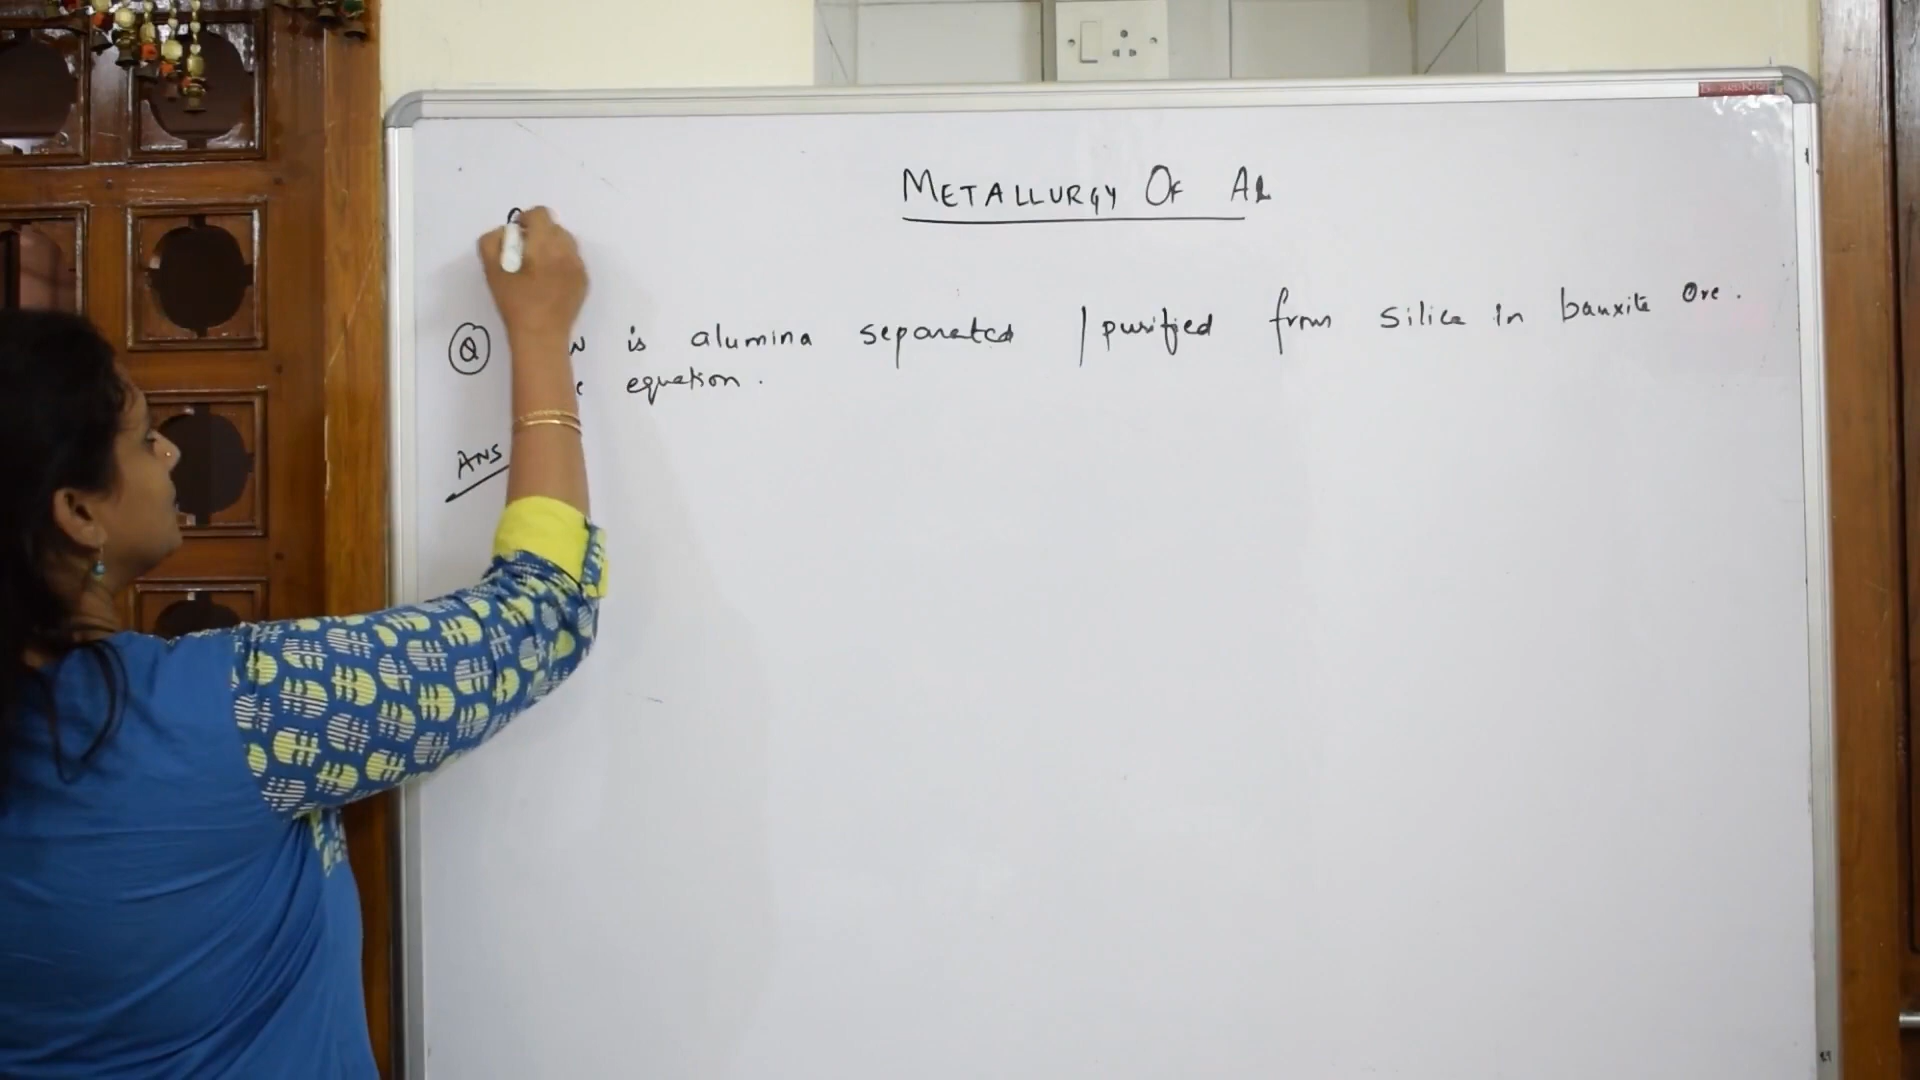 METALLURGY OF AL
Q is alumina separated / purified from silica in bauxite Ore.
equation.
ANS